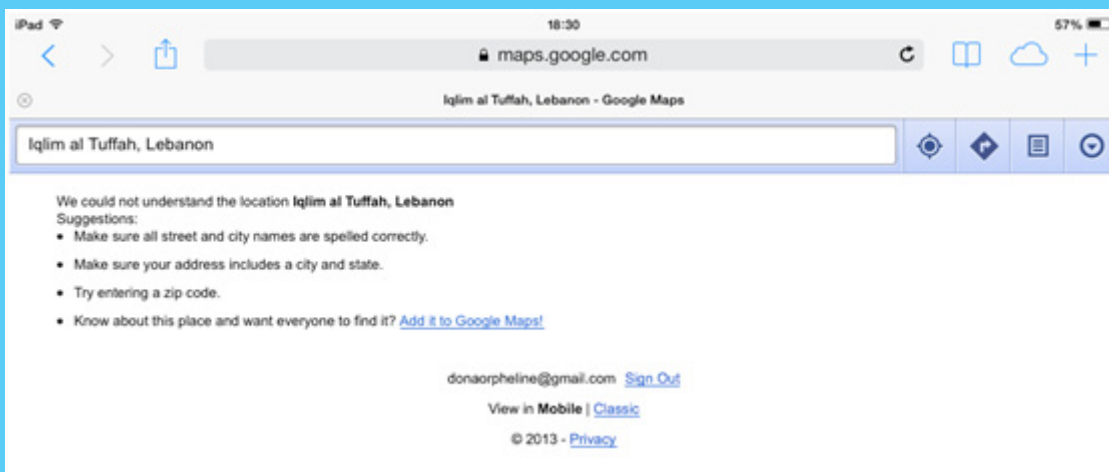 iPad 18:30 57%
maps.google.com
Iqlim al Tuffah, Lebanon - Google Maps
Iqlim al Tuffah, Lebanon
We could not understand the location Iqlim al Tuffah, Lebanon
Suggestions:
• Make sure all street and city names are spelled correctly.
• Make sure your address includes a city and state.
• Try entering a zip code.
• Know about this place and want everyone to find it? Add it to Google Maps!
donaorpheline@gmail.com Sign Out
View in Mobile | Classic
© 2013 - Privacy